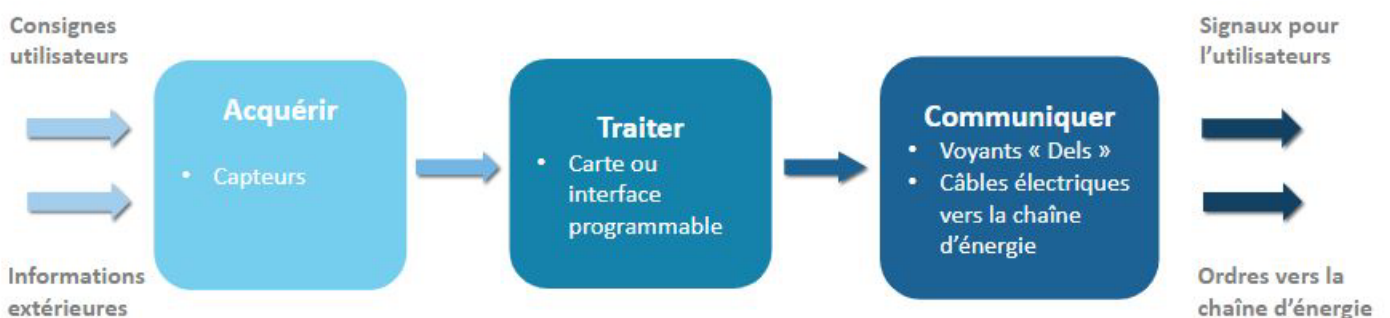 Consignes
utilisateurs
Informations
extérieures
Acquérir
• Capteurs
Traiter
• Carte ou
interface
programmable
Communiquer
• Voyants « Dels »
• Câbles électriques
vers la chaîne
d’énergie
Signaux pour
l’utilisateurs
Ordres vers la
chaîne d’énergie